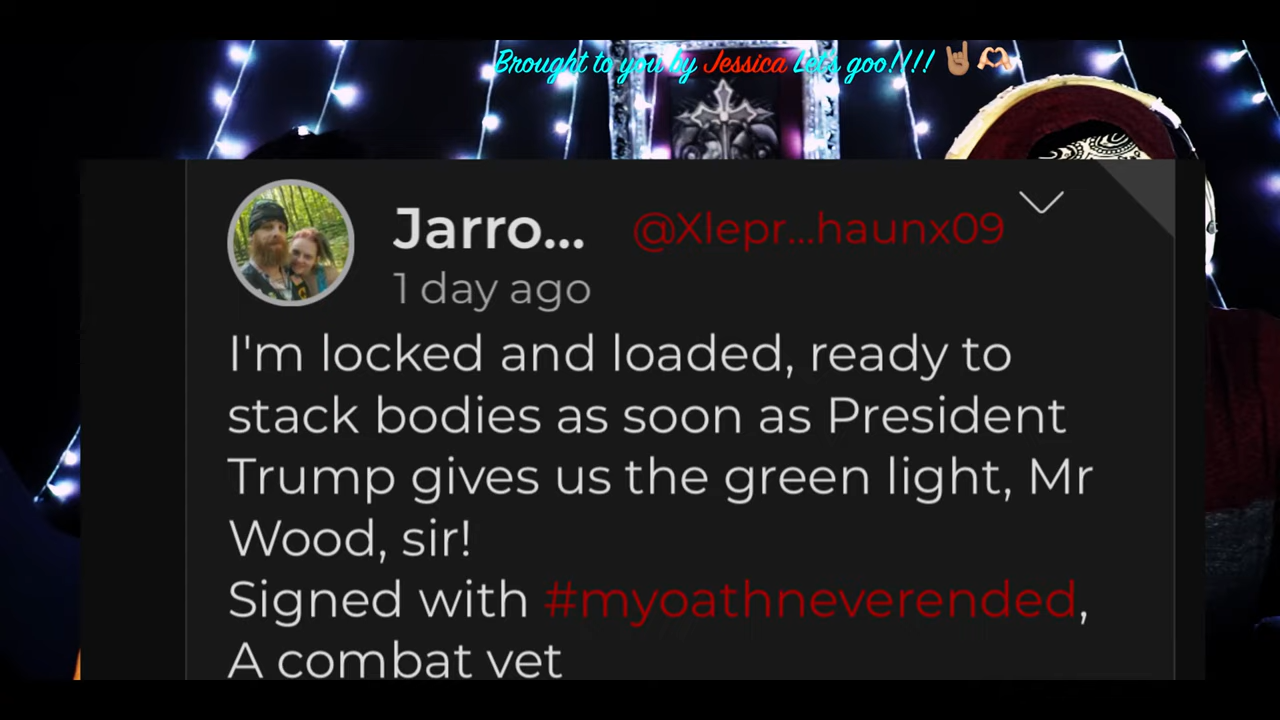 Brought to you by Jessica Let's goo!!!! 🤘🏽🫶🏽
Jarro... @Xlepr...haunx09
1 day ago
I'm locked and loaded, ready to
stack bodies as soon as President
Trump gives us the green light, Mr
Wood, sir!
Signed with #myoathneverended,
A combat vet